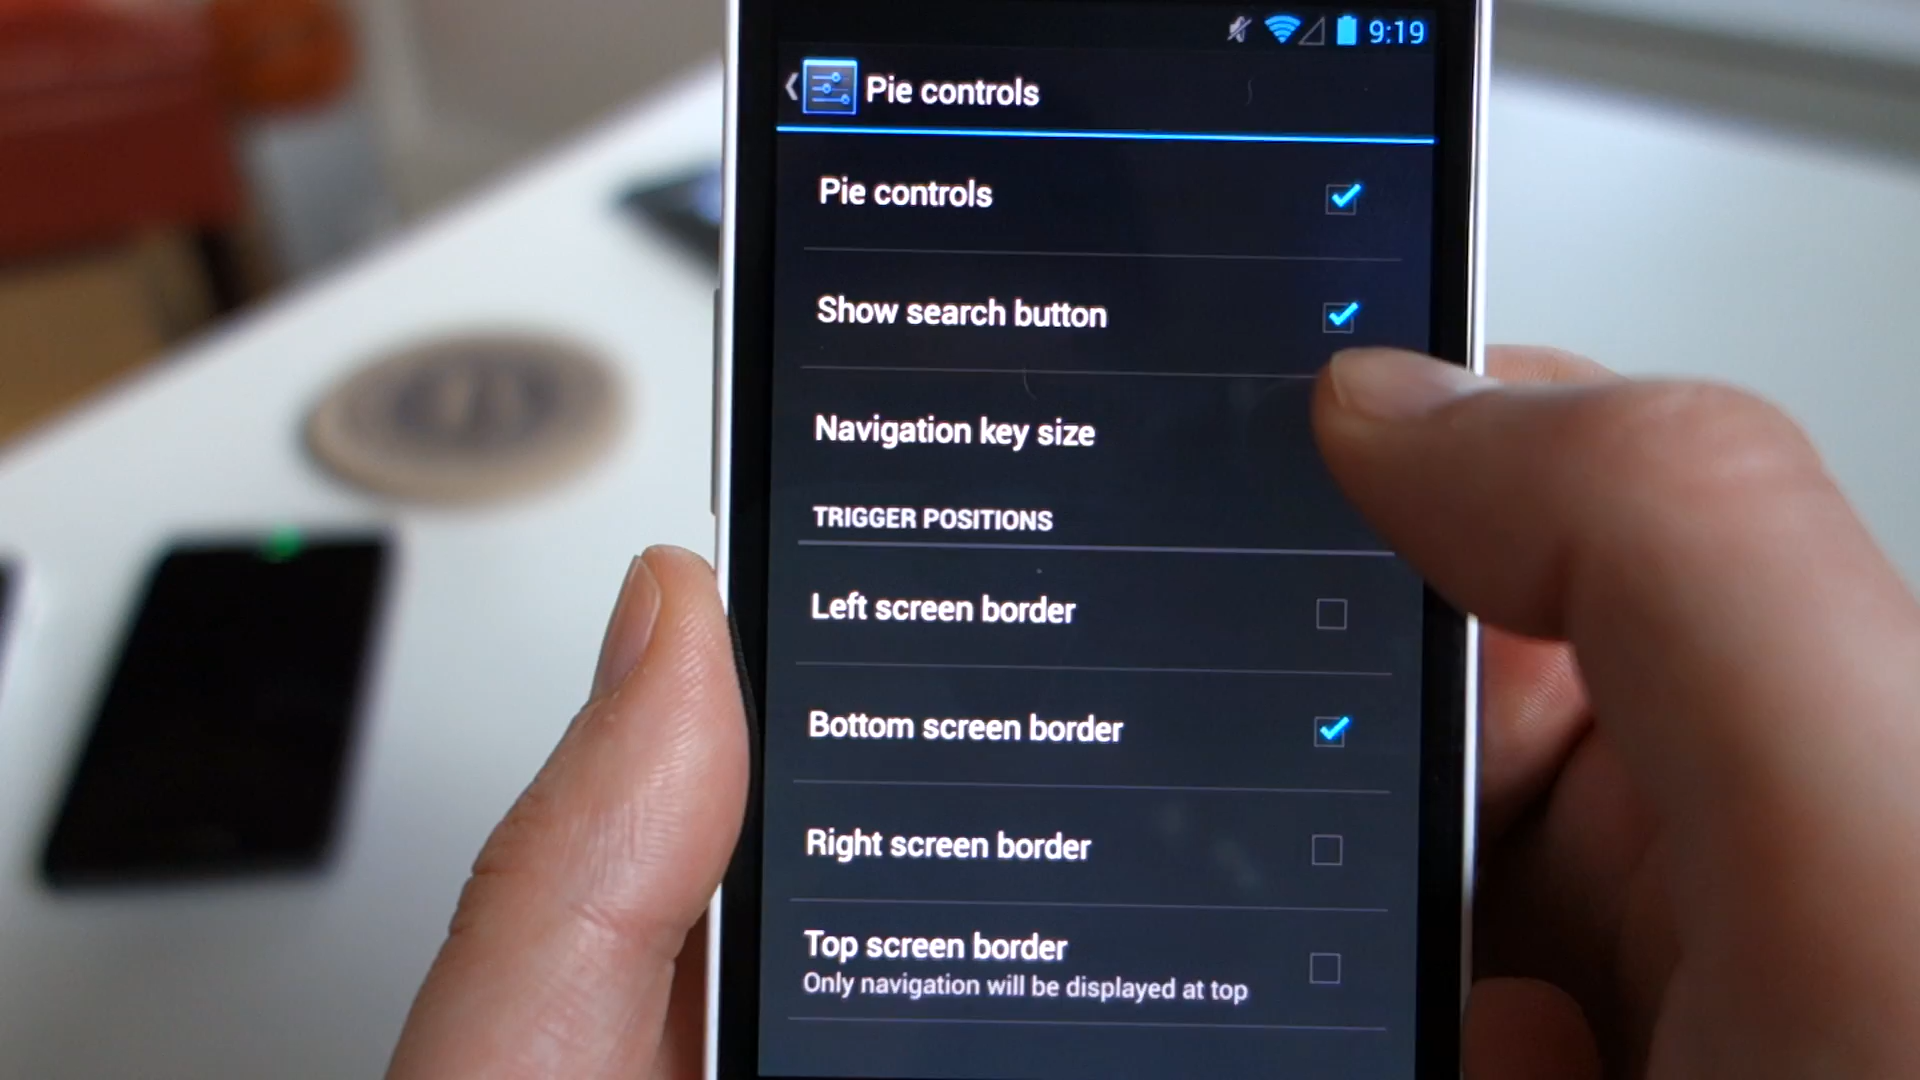 9:19
Pie controls
Pie controls
Show search button
Navigation key size
TRIGGER POSITIONS
Left screen border
Bottom screen border
Right screen border
Top screen border
Only navigation will be displayed at top